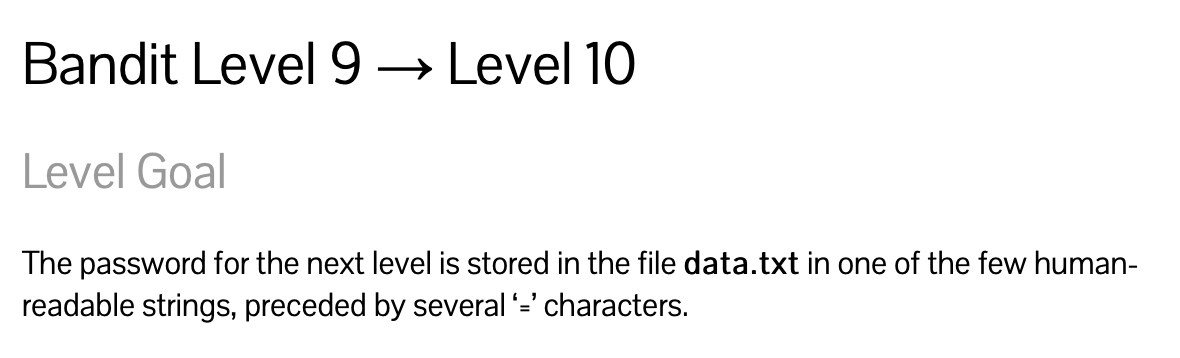 Bandit Level 9 → Level 10
Level Goal
The password for the next level is stored in the file data.txt in one of the few human-
readable strings, preceded by several ‘=’ characters.